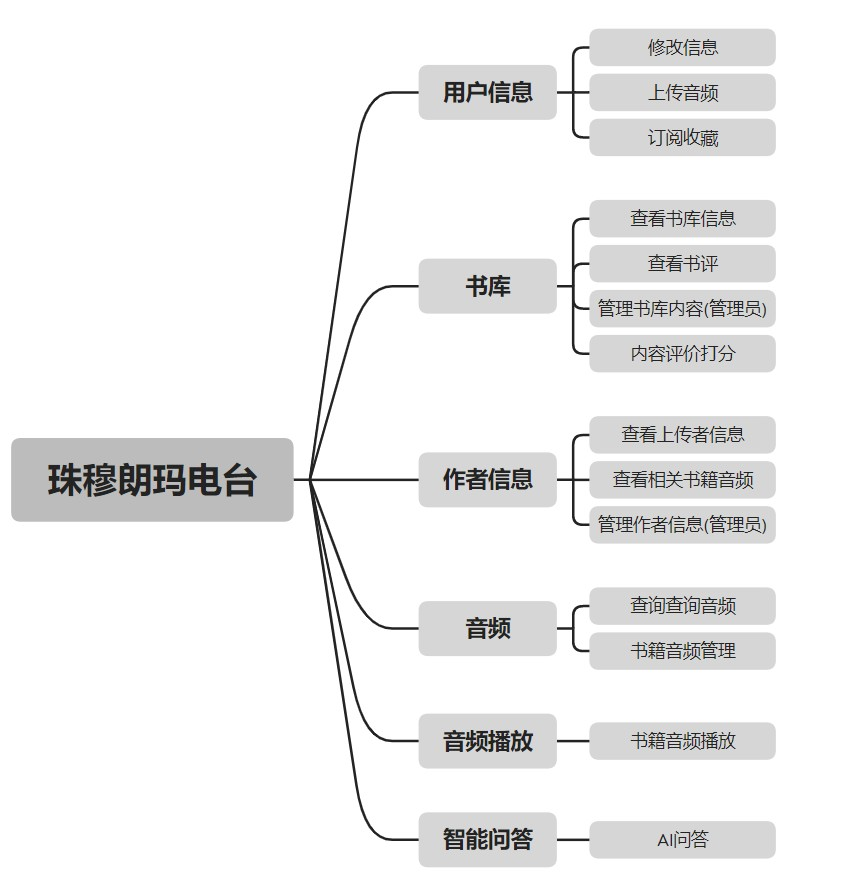 珠穆朗玛电台
用户信息
修改信息
上传音频
订阅收藏
书库
查看书库信息
查看书评
管理书库内容(管理员)
内容评价打分
作者信息
查看上传者信息
查看相关书籍音频
管理作者信息(管理员)
音频
查询查询音频
书籍音频管理
音频播放
书籍音频播放
智能问答
AI问答